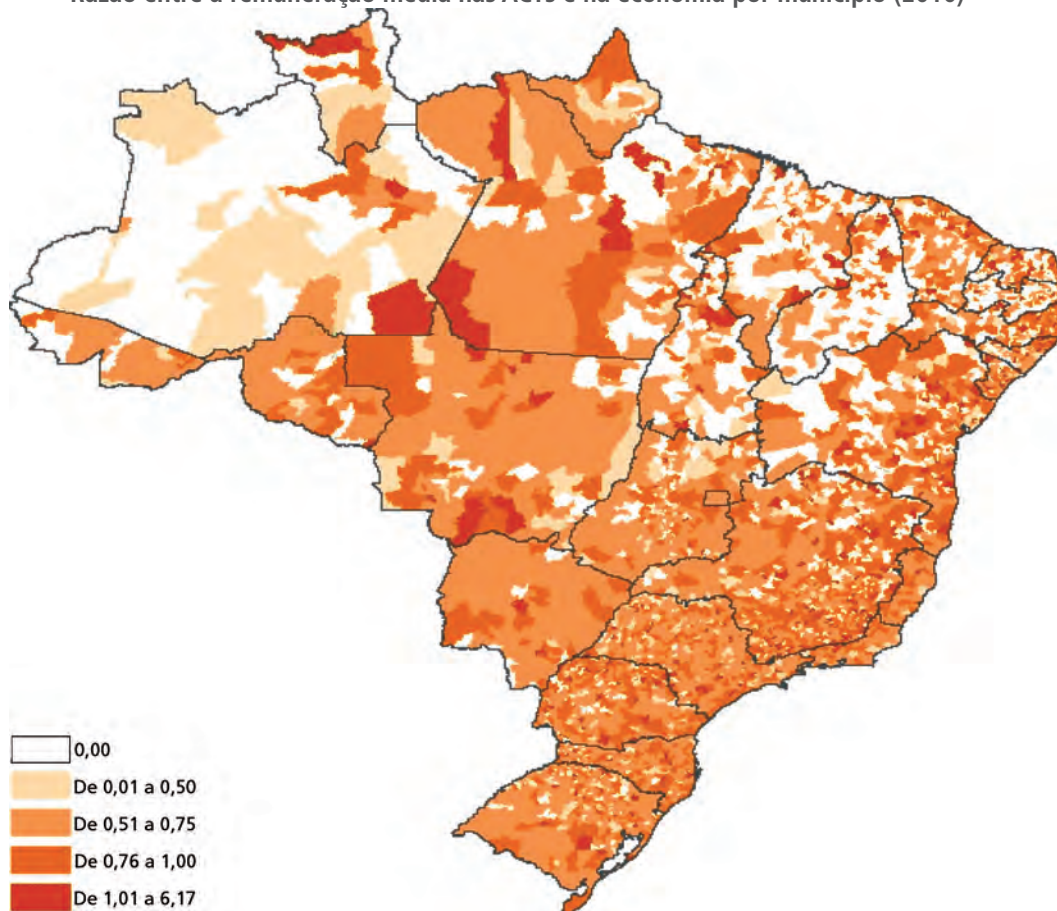 Razão entre a remuneração média nas ACTs e na economia por município (2010)
0,00
De 0,01 a 0,50
De 0,51 a 0,75
De 0,76 a 1,00
De 1,01 a 6,17